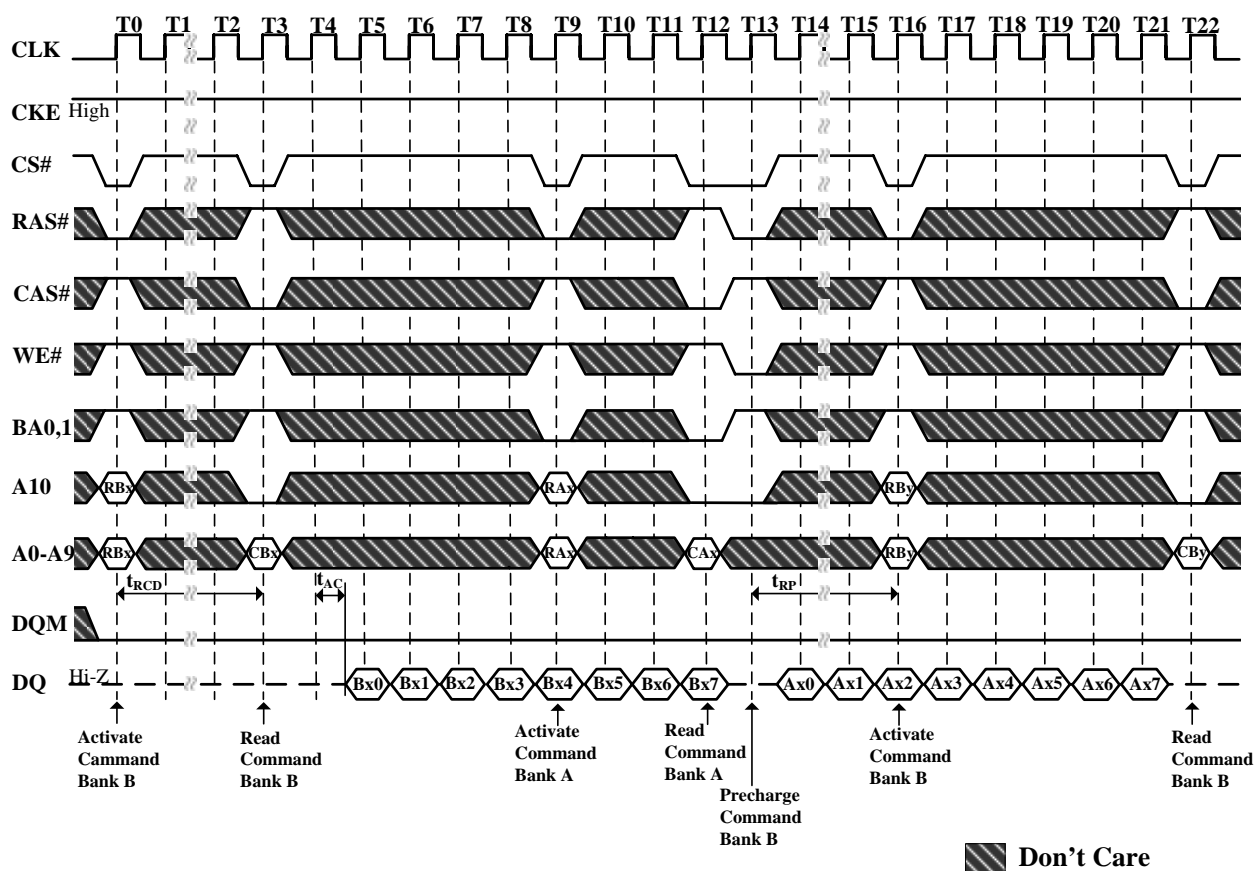 T0 T1 T2 T3 T4 T5 T6 T7 T8 T9 T10 T11 T12 T13 T14 T15 T16 T17 T18 T19 T20 T21 T22
CLK
CKE High
CS#
RAS#
CAS#
WE#
BA0,1
A10 RBx RAx RBy
A0-A9 RBx CBx RAx CAx RBy CBy
tRCD tAC tRP
DQM
DQ Hi-Z Bx0 Bx1 Bx2 Bx3 Bx4 Bx5 Bx6 Bx7 Ax0 Ax1 Ax2 Ax3 Ax4 Ax5 Ax6 Ax7
Activate
Cammand
Bank B
Read
Command
Bank B
Activate
Command
Bank A
Read
Command
Bank A
Precharge
Command
Bank B
Activate
Command
Bank B
Read
Command
Bank B
Don't Care